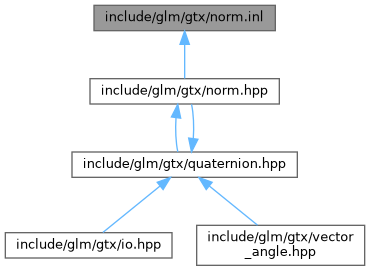 include/glm/gtx/norm.inl
include/glm/gtx/norm.hpp
include/glm/gtx/quaternion.hpp
include/glm/gtx/io.hpp
include/glm/gtx/vector
_angle.hpp